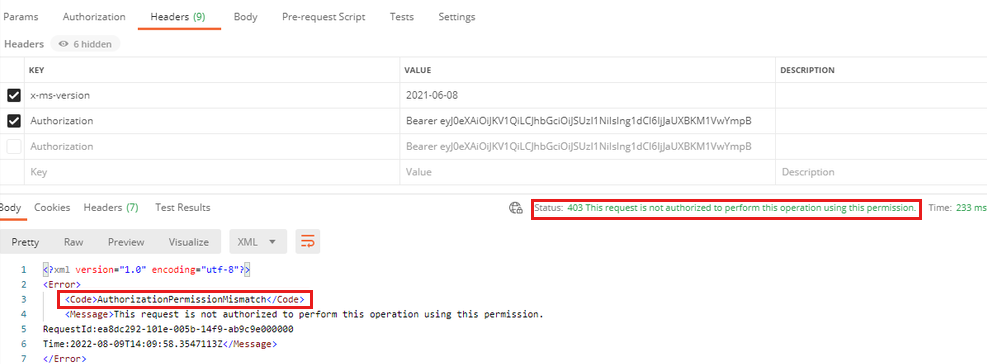 Params Authorization Headers (9) Body Pre-request Script Tests Settings
Headers 6 hidden
KEY VALUE DESCRIPTION
x-ms-version 2021-06-08
Authorization Bearer eyJ0eXAiOiJKV1QiLCJhbGciOiJSUzI1NiIsIng1dCI6IjJaUXBKM1VwYmpB
Authorization Bearer eyJ0eXAiOiJKV1QiLCJhbGciOiJSUzI1NiIsIng1dCI6IjJaUXBKM1VwYmpB
Key Value Description
Body Cookies Headers (7) Test Results Status: 403 This request is not authorized to perform this operation using this permission. Time: 233 ms
Pretty Raw Preview Visualize XML
1 <?xml version="1.0" encoding="utf-8"?>
2 <Error>
3 <Code>AuthorizationPermissionMismatch</Code>
4 <Message>This request is not authorized to perform this operation using this permission.
5 RequestId:ea8dc292-101e-005b-14f9-ab9c9e000000
6 Time:2022-08-09T14:09:58.3547113Z</Message>
7 </Error>